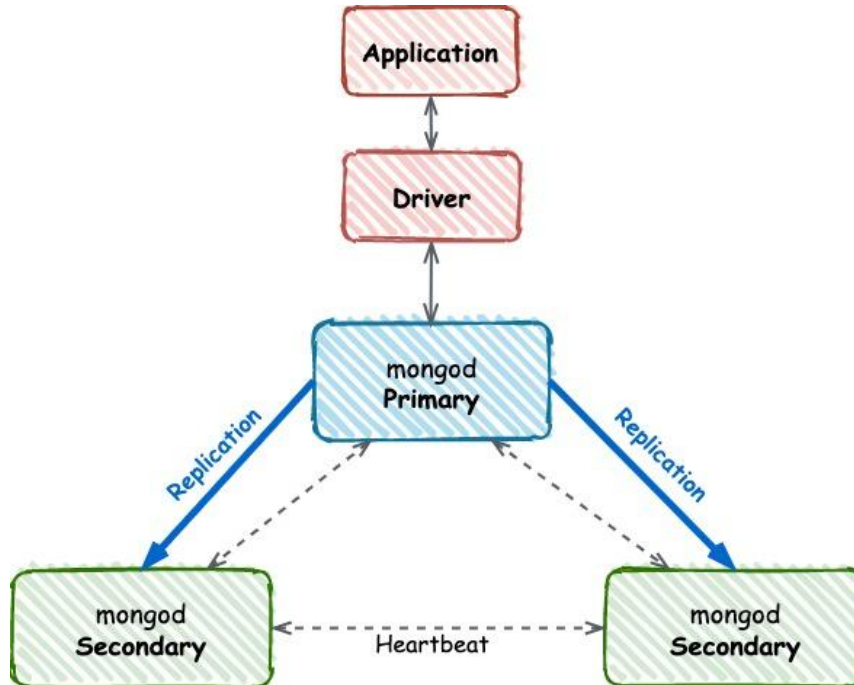 Application
Driver
mongod
Primary
Replication
Replication
mongod
Secondary
Heartbeat
mongod
Secondary